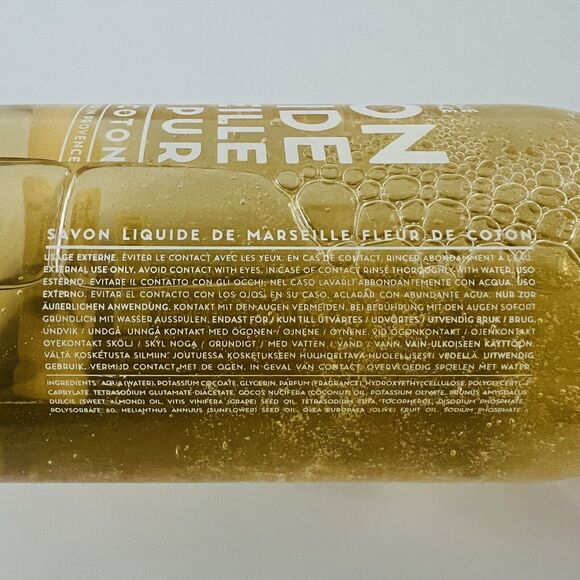 ON
IDE
EILLE
PUR
COTON
PROVENCE
SAVON LIQUIDE DE MARSEILLE FLEUR DE COTON
USAGE EXTERNE. ÉVITER LE CONTACT AVEC LES YEUX. EN CAS DE CONTACT, RINCER ABONDAMMENT À L'EAU.
EXTERNAL USE ONLY. AVOID CONTACT WITH EYES. IN CASE OF CONTACT RINSE THOROUGHLY WITH WATER. USO
ESTERNO. EVITARE IL CONTATTO CON GLI OCCHI, NEL CASO LAVARLI ABBONDANTEMENTE CON ACQUA. USO
EXTERNO. EVITAR EL CONTACTO CON LOS OJOS, EN SU CASO, ACLARAR CON ABUNDANTE AGUA. NUR ZUR
ÄUßERLICHEN ANWENDUNG. KONTAKT MIT DEN AUGEN VERMEIDEN. BEI BERÜHRUNG MIT DEN AUGEN SOFORT
GRÜNDLICH MIT WASSER AUSSPÜLEN. ENDAST FÖR / KUN TIL UTVÄRTES / UDVORTES / UTVENDIG BRUK / BRUG.
UNDVIK / UNDGÅ UNNGÅ KONTAKT MED ÖGONEN / ØJNENE / ØYNENE. VID ÖGONKONTAKT / ØJENKONTAKT
ØYEKONTAKT SKÖLJ / SKYL NOGA / GRUNDIGT / MED VATTEN / VAND / VANN. VAIN ULKOISEEN KÄYTTÖÖN.
VÄLTÄ KOSKETUSTA SILMIIN. JOUTUESSA KOSKETUKSEEN HUUHDELTAVA HUOLELLISESTI VEDELLÄ. UITWENDIG
GEBRUIK. VERMIJD CONTACT MET DE OGEN. IN GEVAL VAN CONTACT, OVERVLOEDIG SPOELEN MET WATER.
INGREDIENTS: AQUA (WATER), POTASSIUM COCOATE, GLYCERIN, PARFUM (FRAGRANCE), HYDROXYETHYLCELLULOSE, POLYGLYCERYL-
CAPRYLATE, TETRASODIUM GLUTAMATE DIACETATE, COCOS NUCIFERA (COCONUT) OIL, POTASSIUM OLIVATE, PRUNUS AMYGDALUS
DULCIS (SWEET ALMOND) OIL, VITIS VINIFERA (GRAPE) SEED OIL, TETRASODIUM EDTA, TOCOPHEROL, DISODIUM PHOSPHATE,
POLYSORBATE 60, HELIANTHUS ANNUUS (SUNFLOWER) SEED OIL, OLEA EUROPAEA (OLIVE) FRUIT OIL, SODIUM PHOSPHATE.